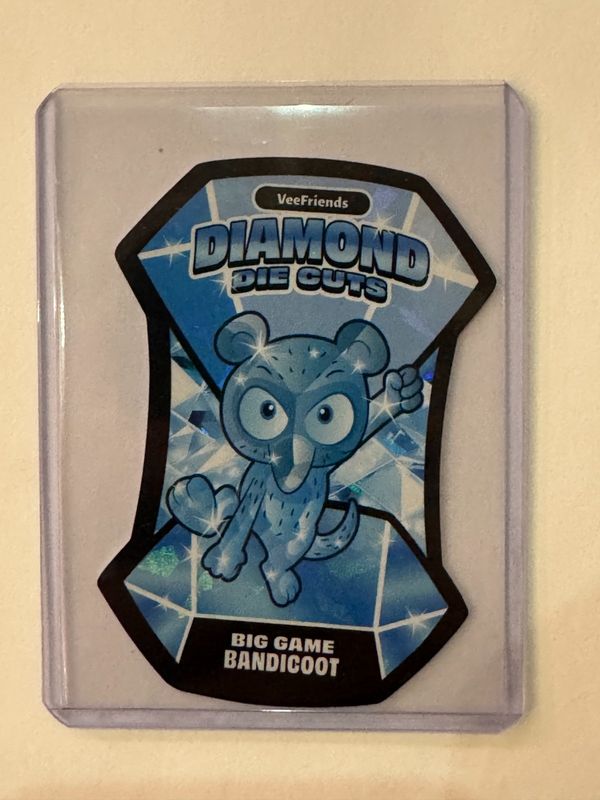 VeeFriends
DIAMOND
DIE CUTS
BIG GAME
BANDICOOT